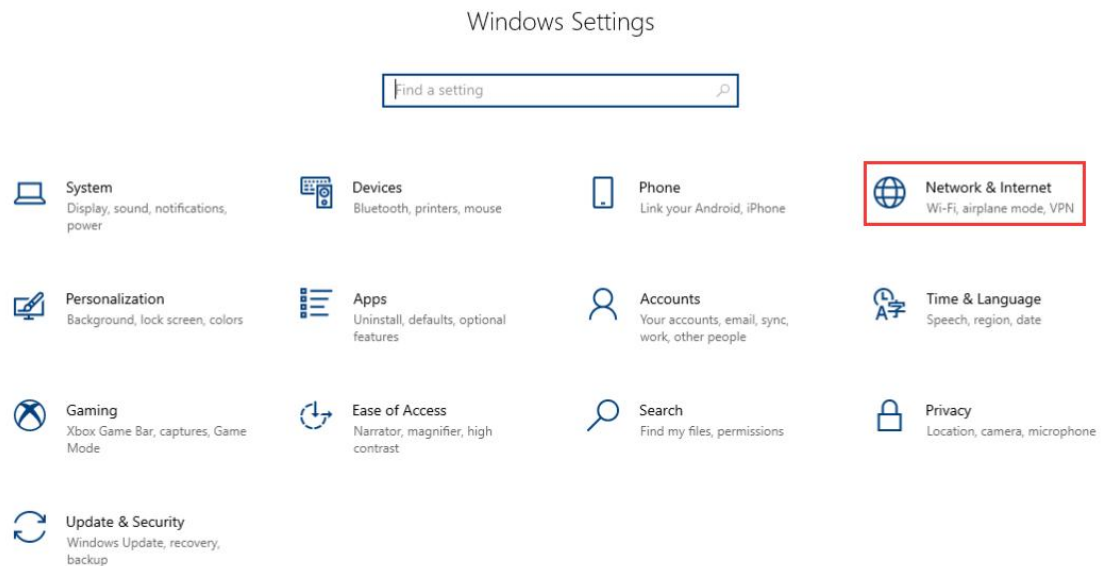 Windows Settings
Find a setting
System
Display, sound, notifications,
power
Devices
Bluetooth, printers, mouse
Phone
Link your Android, iPhone
Network & Internet
Wi-Fi, airplane mode, VPN
Personalization
Background, lock screen, colors
Apps
Uninstall, defaults, optional
features
Accounts
Your accounts, email, sync,
work, other people
Time & Language
Speech, region, date
Gaming
Xbox Game Bar, captures, Game
Mode
Ease of Access
Narrator, magnifier, high
contrast
Search
Find my files, permissions
Privacy
Location, camera, microphone
Update & Security
Windows Update, recovery,
backup